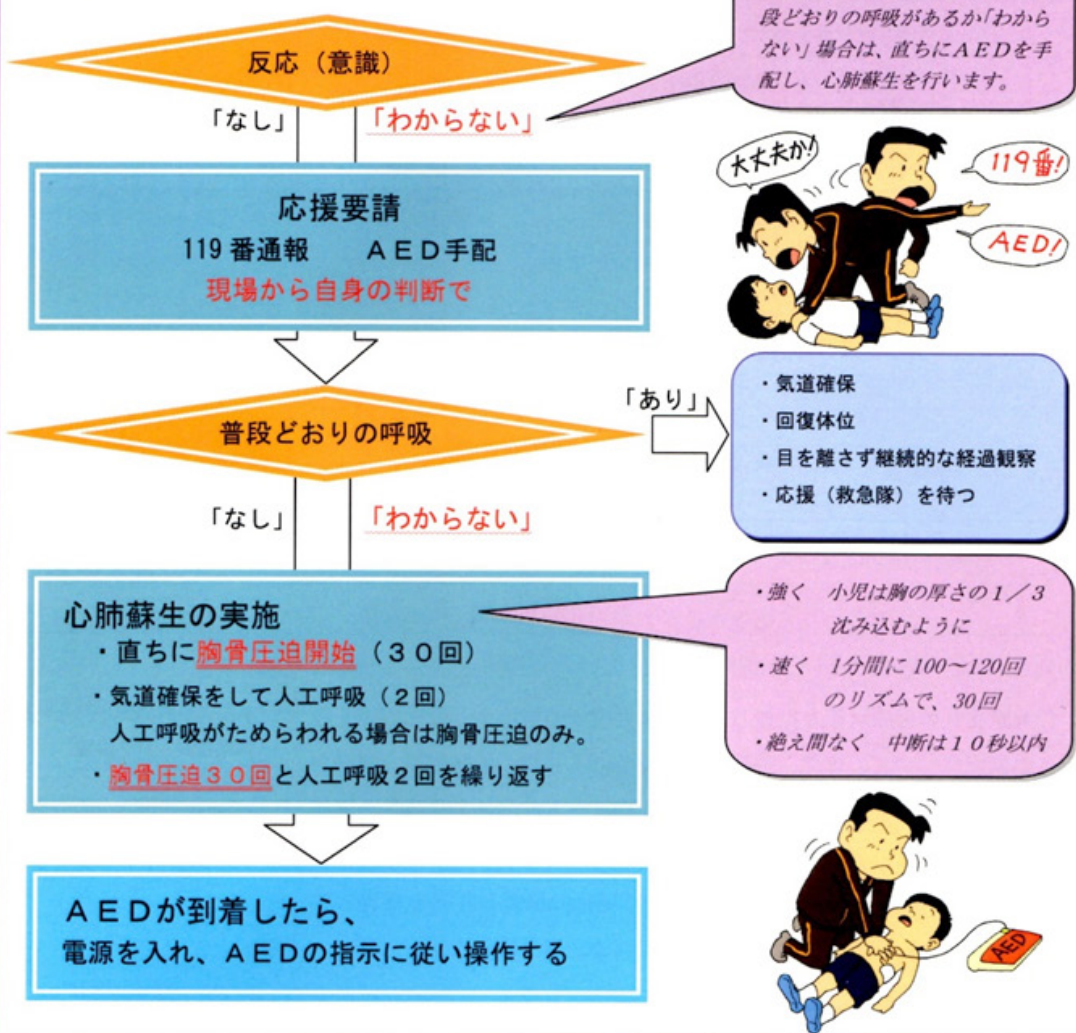 段どおりの呼吸があるか「わから
ない」場合は、直ちにAEDを手
配し、心肺蘇生を行います。
反応（意識）
「なし」
「わからない」
大丈夫か!
119番!
AED!
応援要請
119番通報　　AED手配
現場から自身の判断で
普段どおりの呼吸
「あり」
・気道確保
・回復体位
・目を離さず継続的な経過観察
・応援（救急隊）を待つ
「なし」
「わからない」
心肺蘇生の実施
・直ちに胸骨圧迫開始（30回）
・気道確保をして人工呼吸（2回）
人工呼吸がためらわれる場合は胸骨圧迫のみ。
・胸骨圧迫30回と人工呼吸2回を繰り返す
・強く　小児は胸の厚さの1／3
沈み込むように
・速く　1分間に100～120回
のリズムで、30回
・絶え間なく　中断は10秒以内
AEDが到着したら、
電源を入れ、AEDの指示に従い操作する
AED